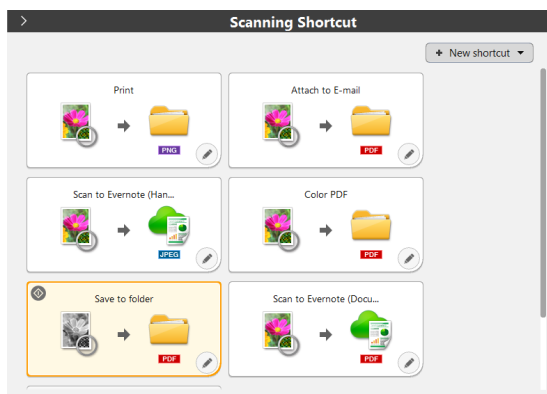 Scanning Shortcut
+ New shortcut
Print
PNG
Attach to E-mail
PDF
Scan to Evernote (Han...
JPEG
Color PDF
PDF
Save to folder
PDF
Scan to Evernote (Docu...
PDF